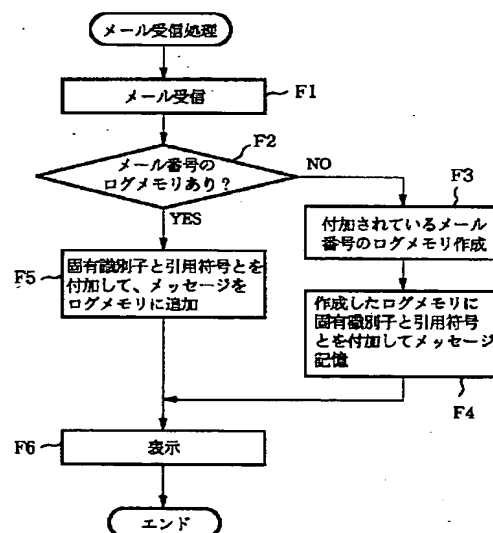 メール受信処理
メール受信
F1
メール番号の
ログメモリあり？
F2
NO
YES
F3
付加されているメール
番号のログメモリ作成
F5
固有識別子と引用符号とを
付加して、メッセージを
ログメモリに追加
作成したログメモリに
固有識別子と引用符号
とを付加してメッセージ
記憶
F4
F6
表示
エンド